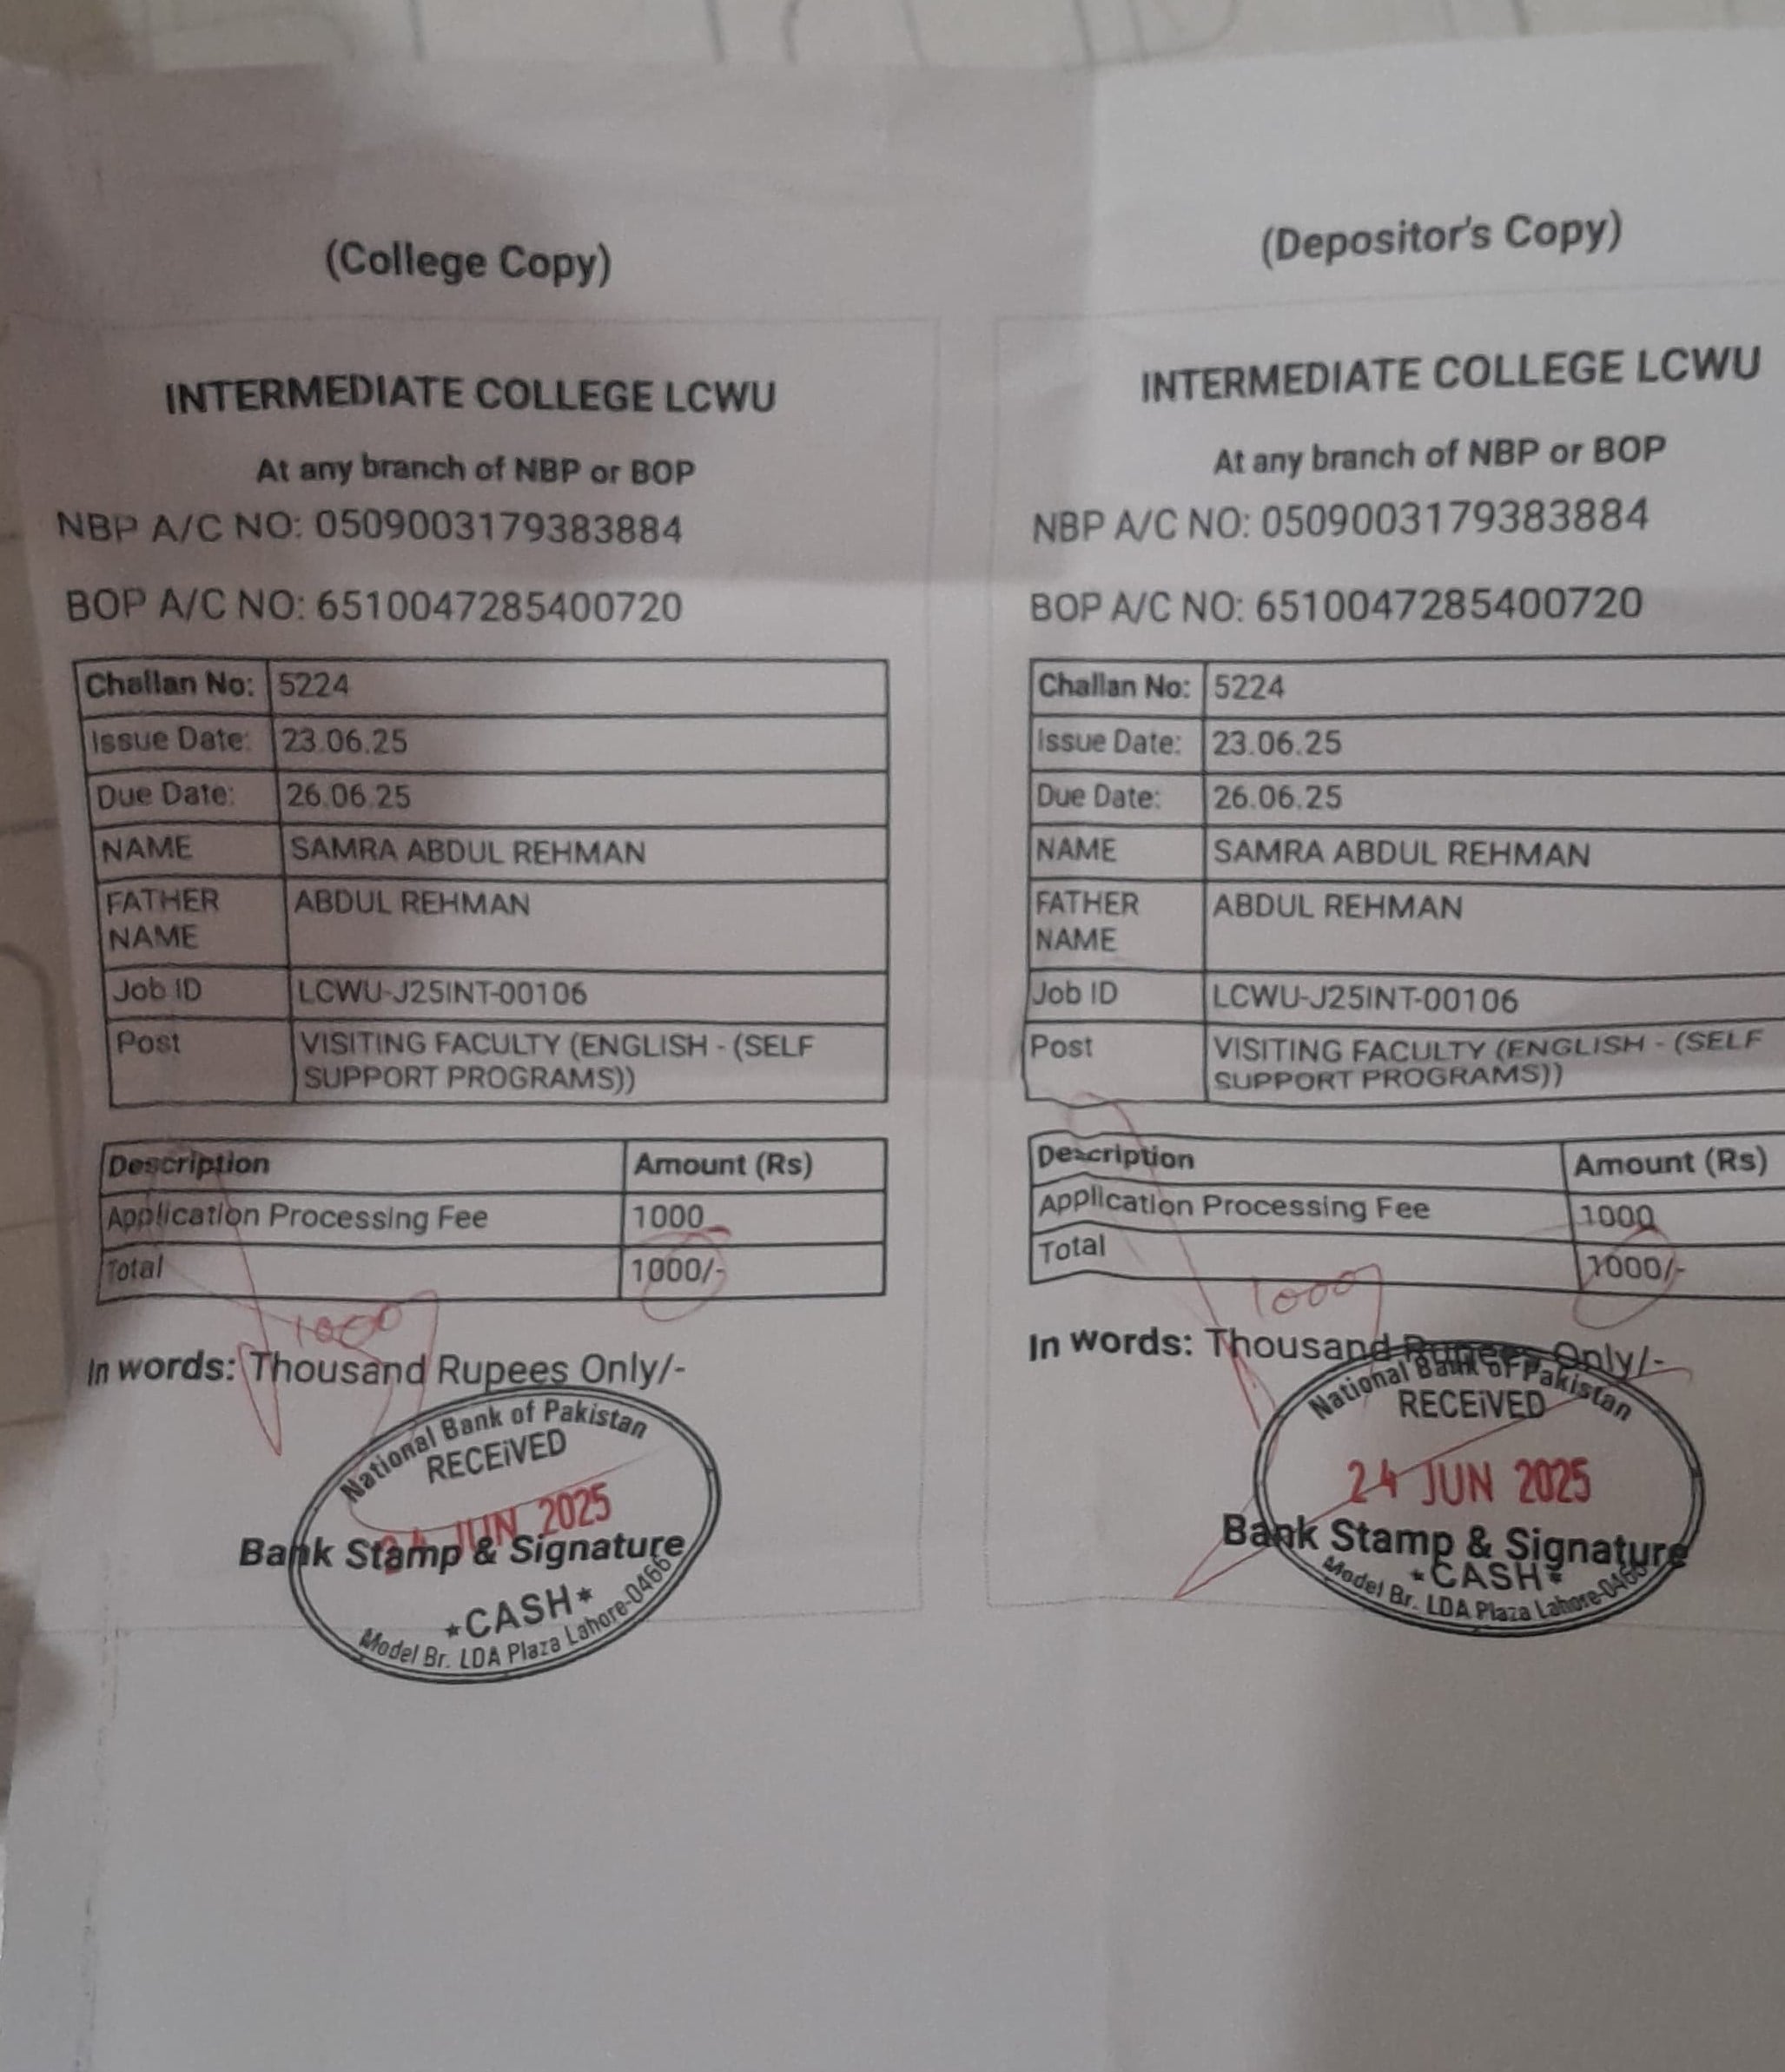 (College Copy)
INTERMEDIATE COLLEGE LCWU
At any branch of NBP or BOP
NBP A/C NO: 0509003179383884
BOP A/C NO: 6510047285400720
Challan No: 5224
Issue Date: 23.06.25
Due Date: 26.06.25
NAME SAMRA ABDUL REHMAN
FATHER NAME ABDUL REHMAN
Job ID LCWU-J25INT-00106
Post VISITING FACULTY (ENGLISH - (SELF
SUPPORT PROGRAMS))
Description Amount (Rs)
Application Processing Fee 1000
Total 1000/-
1000
In words: Thousand Rupees Only/-
National Bank of Pakistan
RECEiVED
24 JUN 2025
Bank Stamp & Signature
*CASH*
Model Br. LDA Plaza Lahore-0466
(Depositor's Copy)
INTERMEDIATE COLLEGE LCWU
At any branch of NBP or BOP
NBP A/C NO: 0509003179383884
BOP A/C NO: 6510047285400720
Challan No: 5224
Issue Date: 23.06.25
Due Date: 26.06.25
NAME SAMRA ABDUL REHMAN
FATHER NAME ABDUL REHMAN
Job ID LCWU-J25INT-00106
Post VISITING FACULTY (ENGLISH - (SELF
SUPPORT PROGRAMS))
Description Amount (Rs)
Application Processing Fee 1000
Total 1000/-
1000
In words: Thousand Rupees Only/-
National Bank of Pakistan
RECEiVED
24 JUN 2025
Bank Stamp & Signature
*CASH*
Model Br. LDA Plaza Lahore-0466